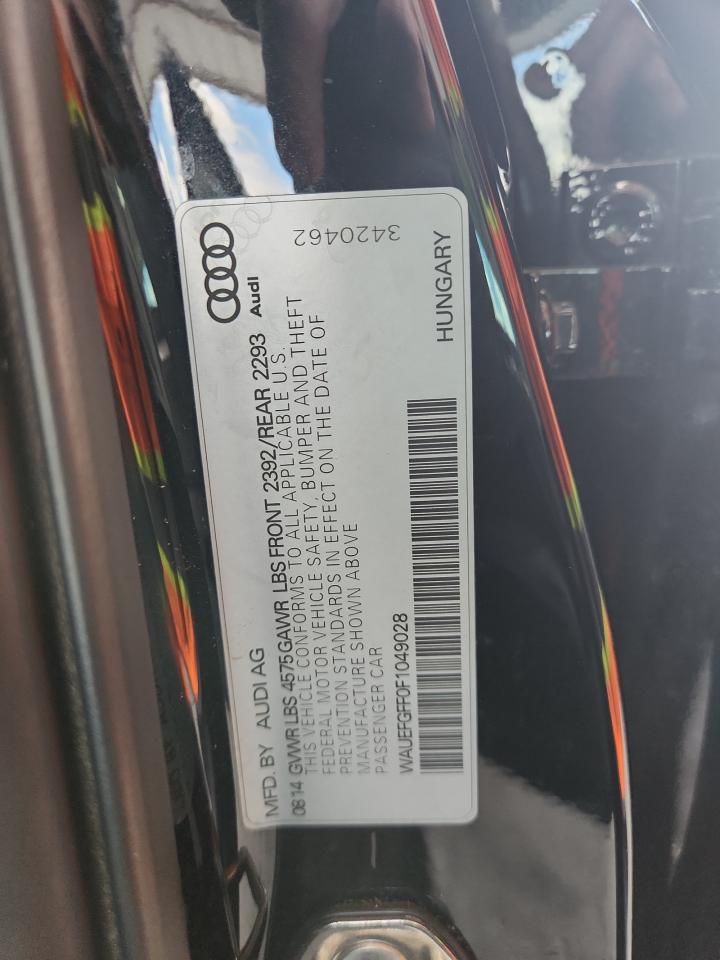 Audi
3420462
MFD. BY AUDI AG
08 14 GVWR LBS 4575 GAWR LBS FRONT 2392/REAR 2293
THIS VEHICLE CONFORMS TO ALL APPLICABLE U.S.
FEDERAL MOTOR VEHICLE SAFETY, BUMPER AND THEFT
PREVENTION STANDARDS IN EFFECT ON THE DATE OF
MANUFACTURE SHOWN ABOVE
PASSENGER CAR
WAUEFGFF0F1049028
HUNGARY